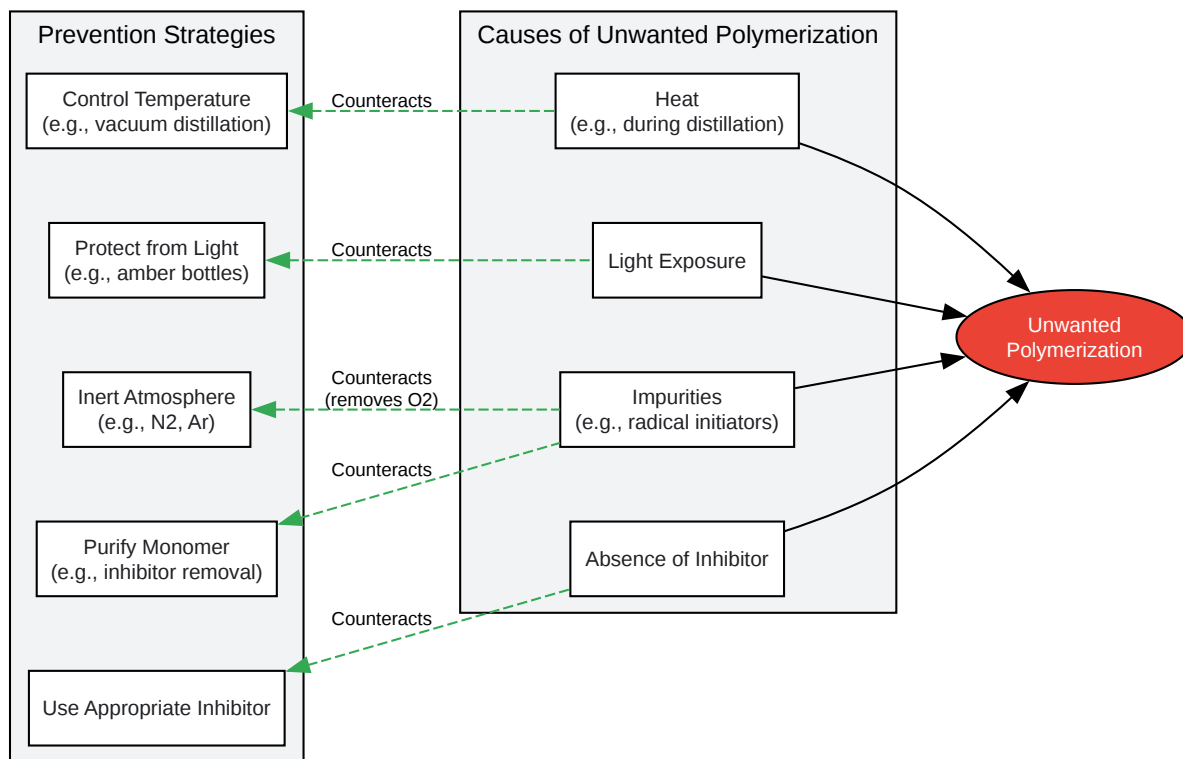 Prevention Strategies
Control Temperature
(e.g., vacuum distillation)
Protect from Light
(e.g., amber bottles)
Inert Atmosphere
(e.g., N2, Ar)
Purify Monomer
(e.g., inhibitor removal)
Use Appropriate Inhibitor
Counteracts
Counteracts
Counteracts
(removes O2)
Counteracts
Counteracts
Causes of Unwanted Polymerization
Heat
(e.g., during distillation)
Light Exposure
Impurities
(e.g., radical initiators)
Absence of Inhibitor
Unwanted
Polymerization